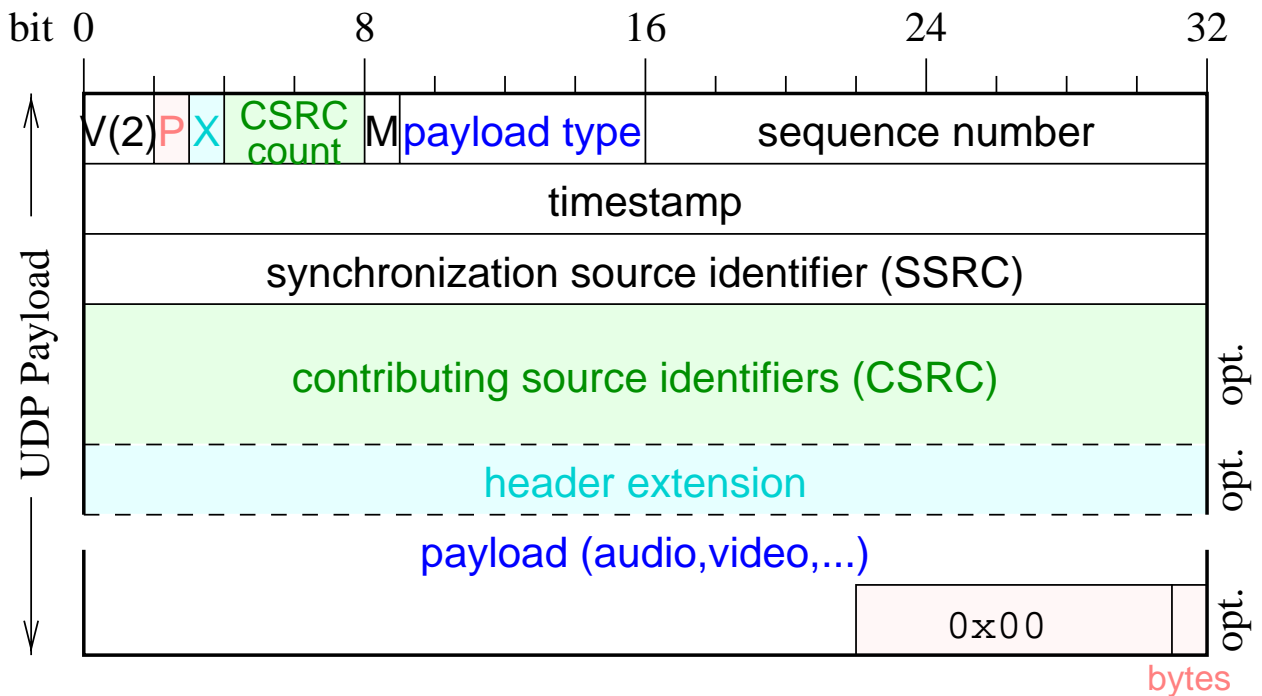 bit 0 8 16 24 32
V(2) P X CSRC count M payload type sequence number
timestamp
synchronization source identifier (SSRC)
contributing source identifiers (CSRC) opt.
header extension opt.
payload (audio,video,...)
0x00 opt.
bytes
UDP Payload